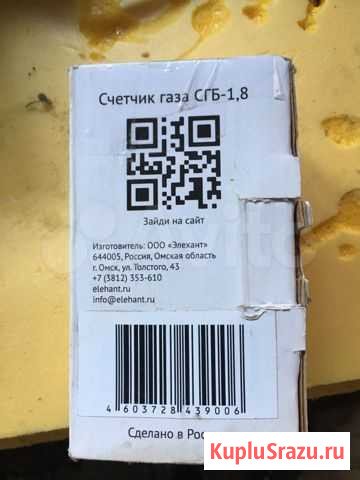 Счетчик газа СГБ-1,8
Зайди на сайт
Изготовитель: ООО «Элехант»
644005, Россия, Омская область
г. Омск, ул. Толстого, 43
+7 (3812) 353-610
elehant.ru
info@elehant.ru
4 603728 439006
Сделано в Рос
KupluSrazu.ru